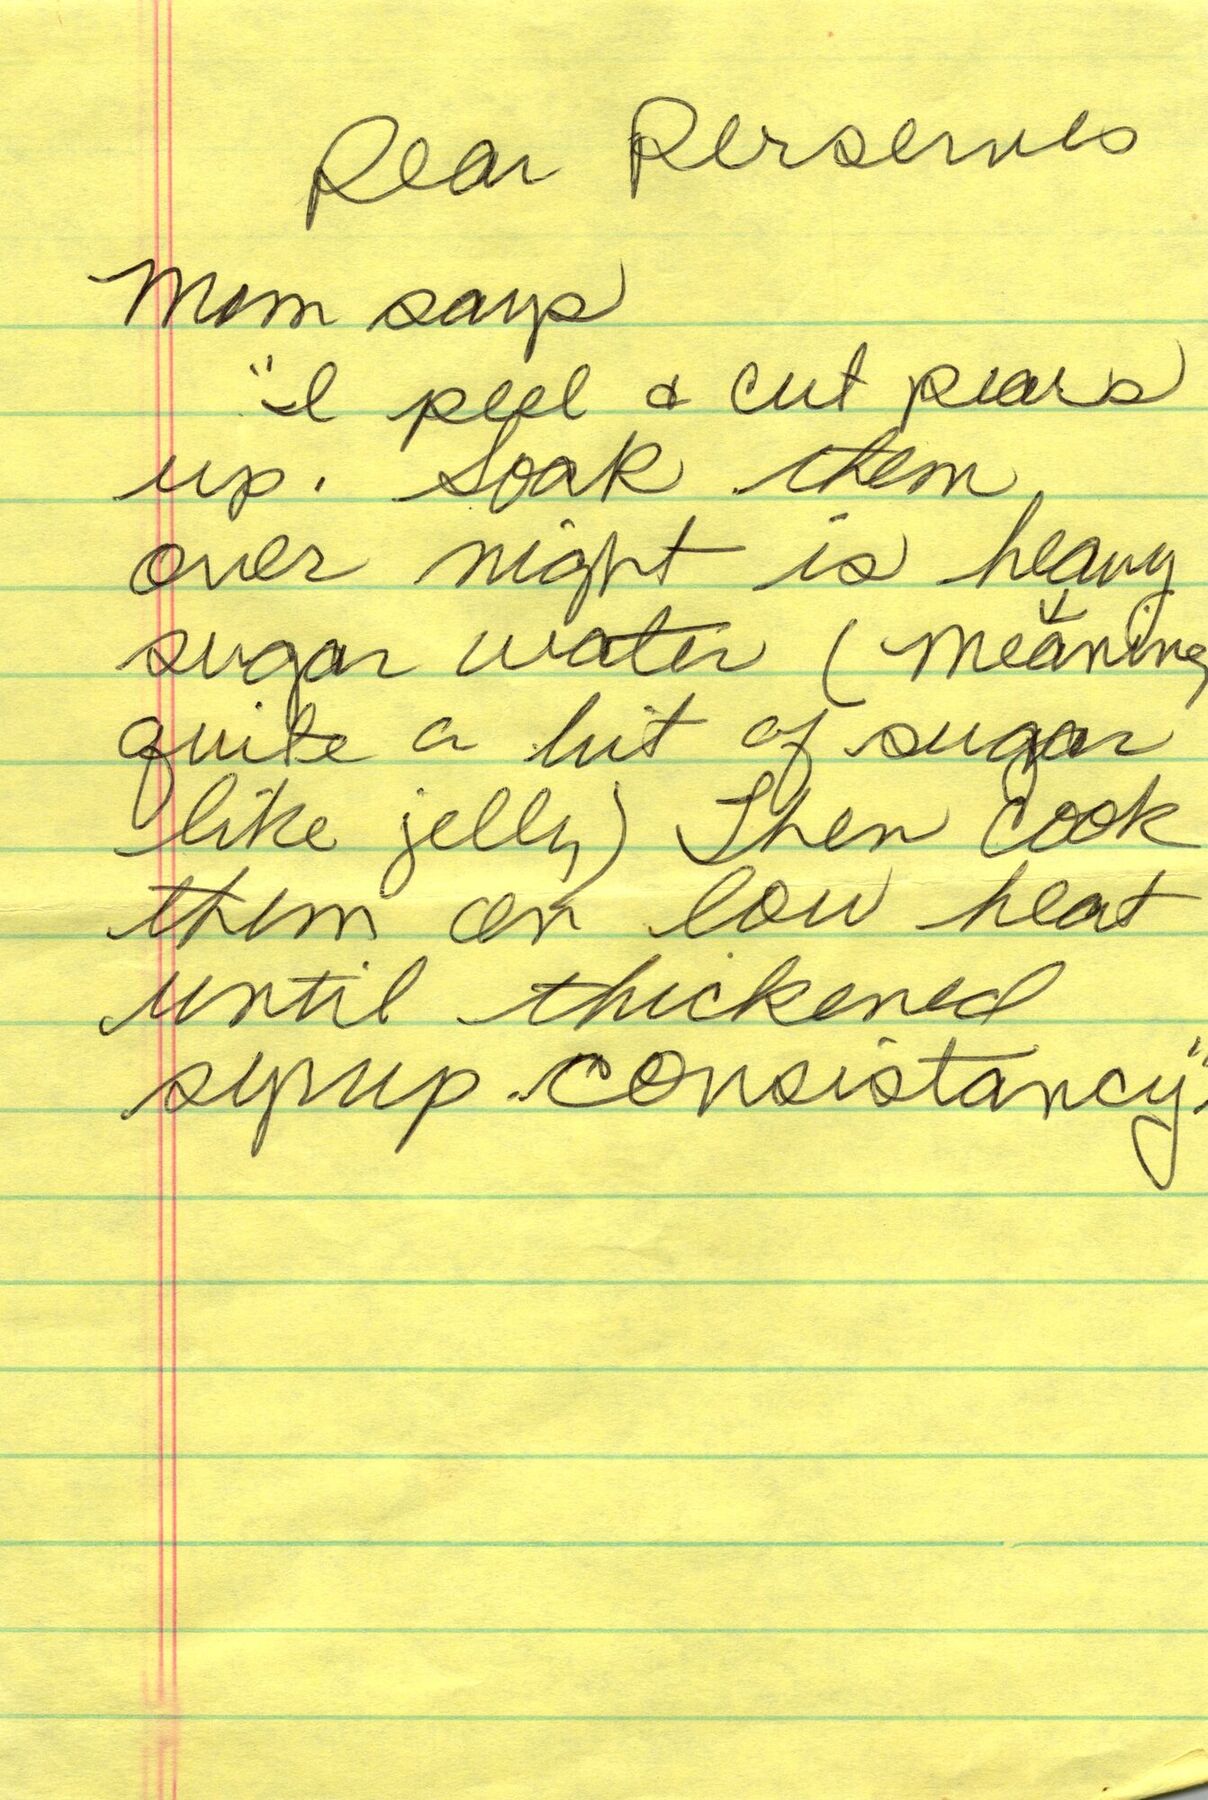 Pear Perserves
Mom says
"I peel & cut pears
up. Soak them
over night is heavy
sugar water (meaning
quite a bit of sugar
like jelly) Then cook
them on low heat
until thickened
syrup consistancy".